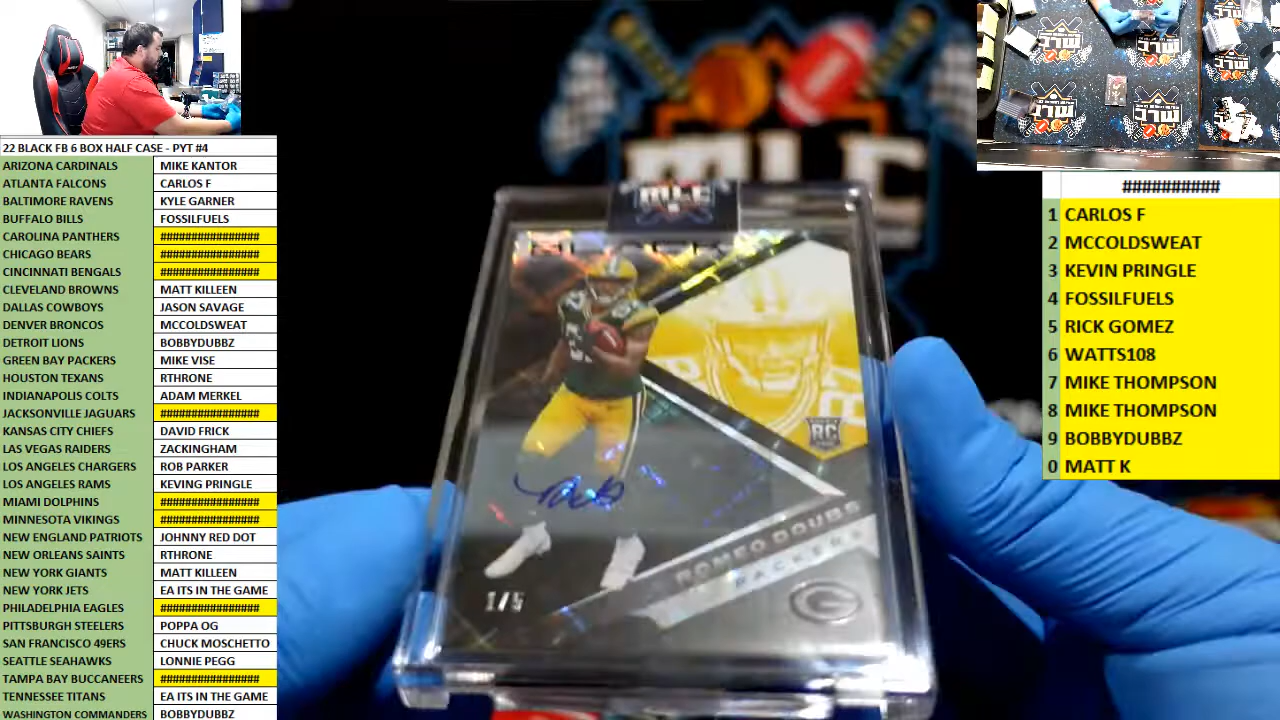 22 BLACK FB 6 BOX HALF CASE - PYT #4
ARIZONA CARDINALS MIKE KANTOR
ATLANTA FALCONS CARLOS F
BALTIMORE RAVENS KYLE GARNER
BUFFALO BILLS FOSSILFUELS
CAROLINA PANTHERS ################
CHICAGO BEARS ################
CINCINNATI BENGALS ################
CLEVELAND BROWNS MATT KILLEEN
DALLAS COWBOYS JASON SAVAGE
DENVER BRONCOS MCCOLDSWEAT
DETROIT LIONS BOBBYDUBBZ
GREEN BAY PACKERS MIKE VISE
HOUSTON TEXANS RTHRONE
INDIANAPOLIS COLTS ADAM MERKEL
JACKSONVILLE JAGUARS ################
KANSAS CITY CHIEFS DAVID FRICK
LAS VEGAS RAIDERS ZACKINGHAM
LOS ANGELES CHARGERS ROB PARKER
LOS ANGELES RAMS KEVING PRINGLE
MIAMI DOLPHINS ################
MINNESOTA VIKINGS ################
NEW ENGLAND PATRIOTS JOHNNY RED DOT
NEW ORLEANS SAINTS RTHRONE
NEW YORK GIANTS MATT KILLEEN
NEW YORK JETS EA ITS IN THE GAME
PHILADELPHIA EAGLES ################
PITTSBURGH STEELERS POPPA OG
SAN FRANCISCO 49ERS CHUCK MOSCHETTO
SEATTLE SEAHAWKS LONNIE PEGG
TAMPA BAY BUCCANEERS ################
TENNESSEE TITANS EA ITS IN THE GAME
WASHINGTON COMMANDERS BOBBYDUBBZ
MLC
MLC
RC
ROMEO DOUBS
PACKERS
1/5
G
MLC
MLC
MLC
MLC
##########
1 CARLOS F
2 MCCOLDSWEAT
3 KEVIN PRINGLE
4 FOSSILFUELS
5 RICK GOMEZ
6 WATTS108
7 MIKE THOMPSON
8 MIKE THOMPSON
9 BOBBYDUBBZ
0 MATT K